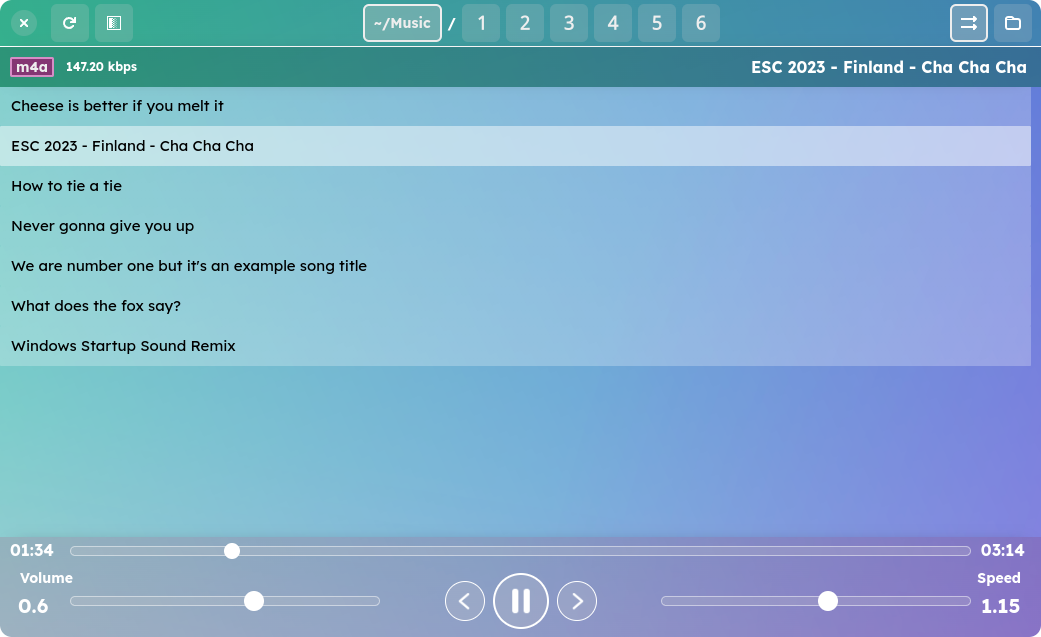 ~/Music / 1 2 3 4 5 6
m4a 147.20 kbps ESC 2023 - Finland - Cha Cha Cha
Cheese is better if you melt it
ESC 2023 - Finland - Cha Cha Cha
How to tie a tie
Never gonna give you up
We are number one but it's an example song title
What does the fox say?
Windows Startup Sound Remix
01:34 03:14
Volume Speed
0.6 1.15